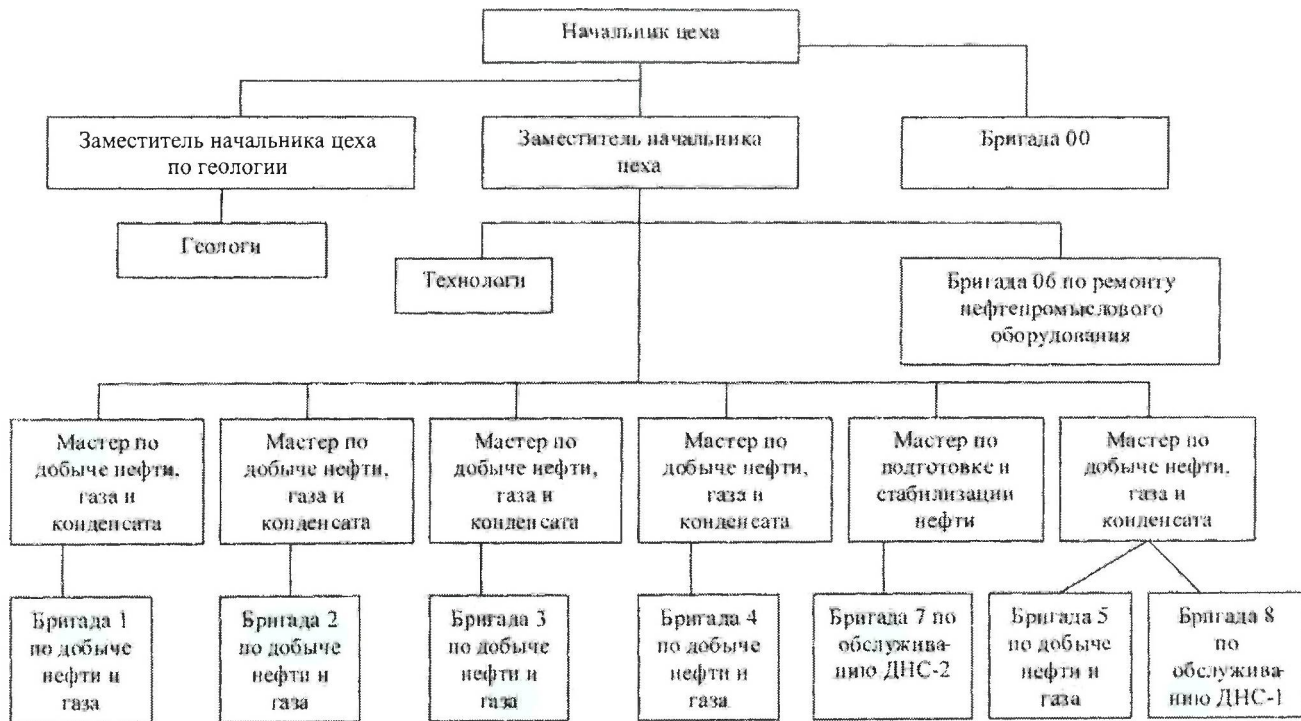 Начальник цеха
Заместитель начальника цеха
по геологии
Заместитель начальника
цеха
Бригада 00
Геологи
Технологи
Бригада 06 по ремонту
нефтепромыслового
оборудования
Мастер по
добыче нефти,
газа и
конденсата
Мастер по
добыче нефти,
газа и
конденсата
Мастер по
добыче нефти,
газа и
конденсата
Мастер по
добыче нефти,
газа и
конденсата
Мастер по
подготовке и
стабилизации
нефти
Мастер по
добыче нефти,
газа и
конденсата
Бригада 1
по добыче
нефти и
газа
Бригада 2
по добыче
нефти и
газа
Бригада 3
по добыче
нефти и
газа
Бригада 4
по добыче
нефти и
газа
Бригада 7 по
обслужива-
нию ДНС-2
Бригада 5
по добыче
нефти и
газа
Бригада 8
по
обслужива-
нию ДНС-1